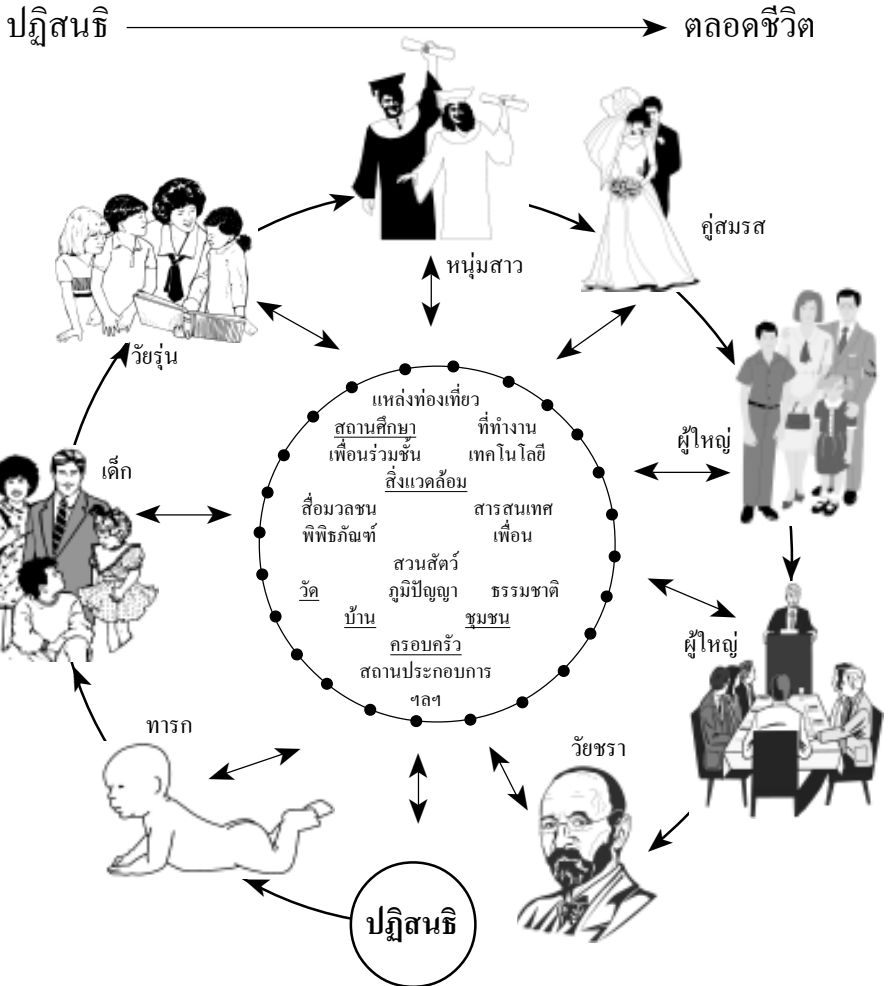 ปฏิสนธิ ตลอดชีวิต
คู่สมรส
หนุ่มสาว
วัยรุ่น
ผู้ใหญ่
เด็ก
แหล่งท่องเที่ยว
สถานศึกษา ที่ทำงาน
เพื่อนร่วมชั้น เทคโนโลยี
สิ่งแวดล้อม
สื่อมวลชน สารสนเทศ
พิพิธภัณฑ์ เพื่อน
สวนสัตว์
วัด ภูมิปัญญา ธรรมชาติ
บ้าน ชุมชน
ครอบครัว
สถานประกอบการ
ฯลฯ
ผู้ใหญ่
ทารก
วัยชรา
ปฏิสนธิ